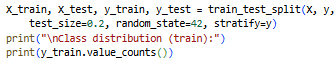 X_train, X_test, y_train, y_test = train_test_split(X, y,
test_size=0.2, random_state=42, stratify=y)
print("\nClass distribution (train):")
print(y_train.value_counts())